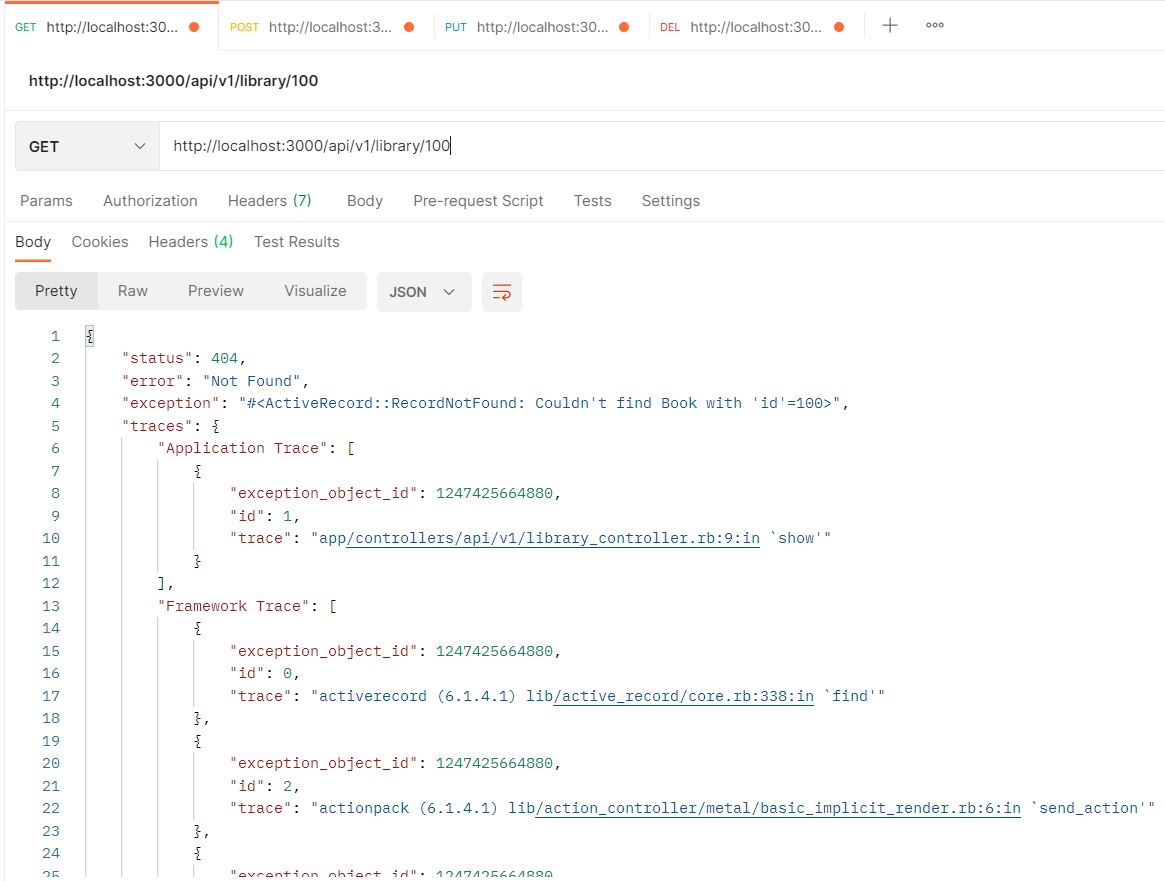 GET http://localhost:30... POST http://localhost:3... PUT http://localhost:30... DEL http://localhost:30...
http://localhost:3000/api/v1/library/100
GET http://localhost:3000/api/v1/library/100
Params Authorization Headers (7) Body Pre-request Script Tests Settings
Body Cookies Headers (4) Test Results
Pretty Raw Preview Visualize JSON
1 {
2 "status": 404,
3 "error": "Not Found",
4 "exception": "#<ActiveRecord::RecordNotFound: Couldn't find Book with 'id'=100>",
5 "traces": {
6 "Application Trace": [
7 {
8 "exception_object_id": 1247425664880,
9 "id": 1,
10 "trace": "app/controllers/api/v1/library_controller.rb:9:in `show'"
11 }
12 ],
13 "Framework Trace": [
14 {
15 "exception_object_id": 1247425664880,
16 "id": 0,
17 "trace": "activerecord (6.1.4.1) lib/active_record/core.rb:338:in `find'"
18 },
19 {
20 "exception_object_id": 1247425664880,
21 "id": 2,
22 "trace": "actionpack (6.1.4.1) lib/action_controller/metal/basic_implicit_render.rb:6:in `send_action'"
23 },
24 {
25 "exception_object_id": 1247425664880